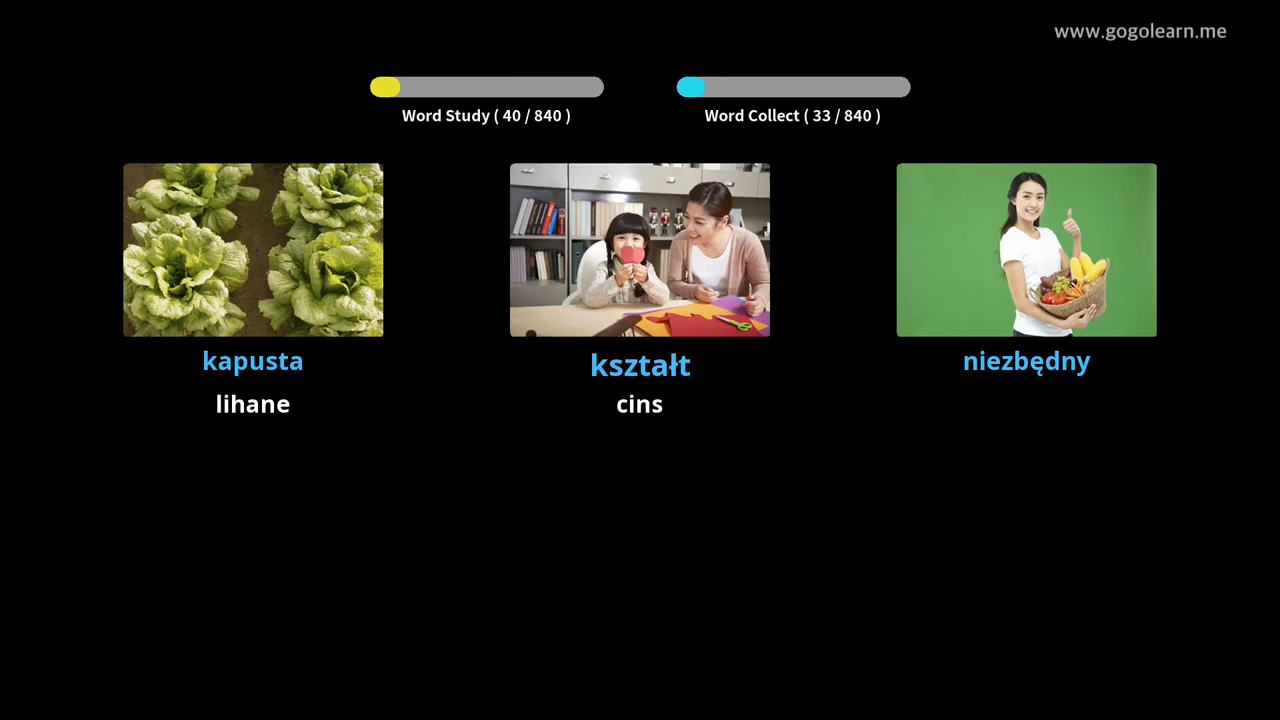 www.gogolearn.me
Word Study ( 40 / 840 )
Word Collect ( 33 / 840 )
kapusta
lihane
kształt
cins
niezbędny